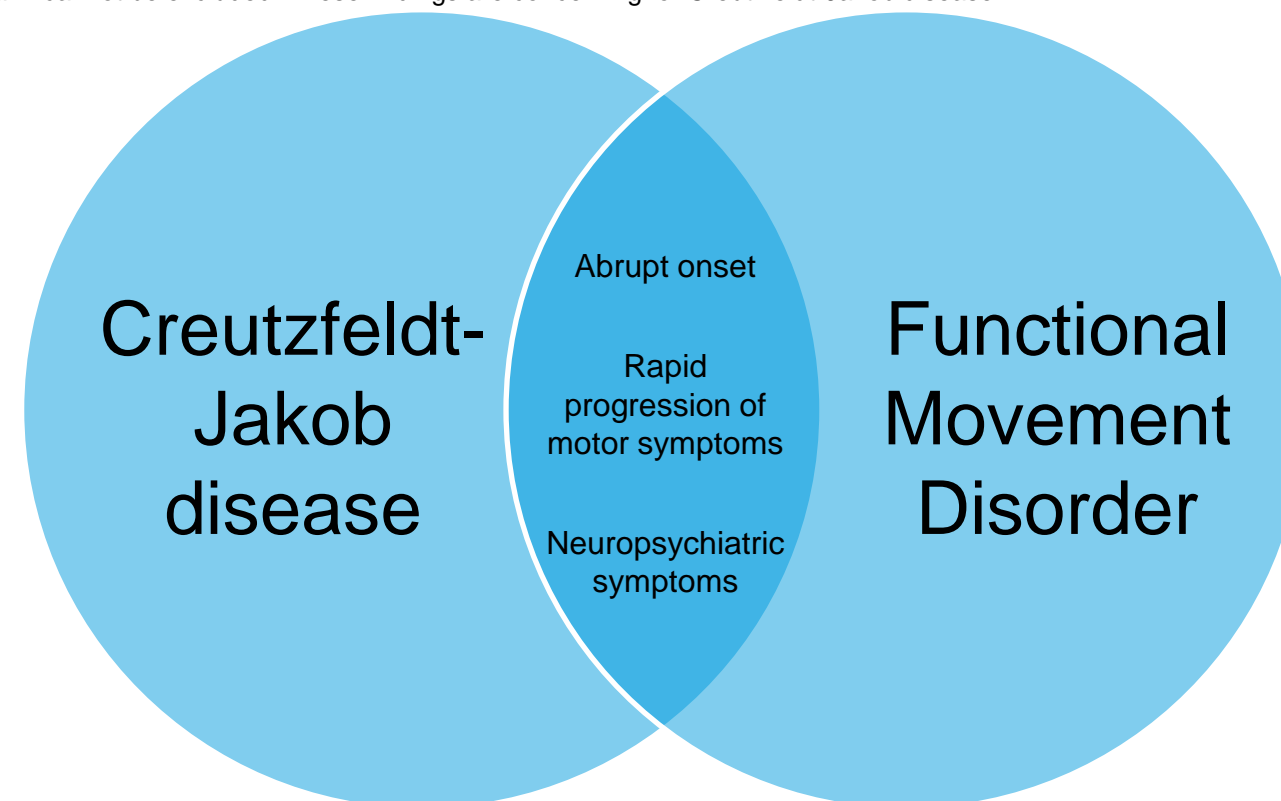 Creutzfeldt-
Jakob
disease
Abrupt onset
Rapid
progression of
motor symptoms
Neuropsychiatric
symptoms
Functional
Movement
Disorder